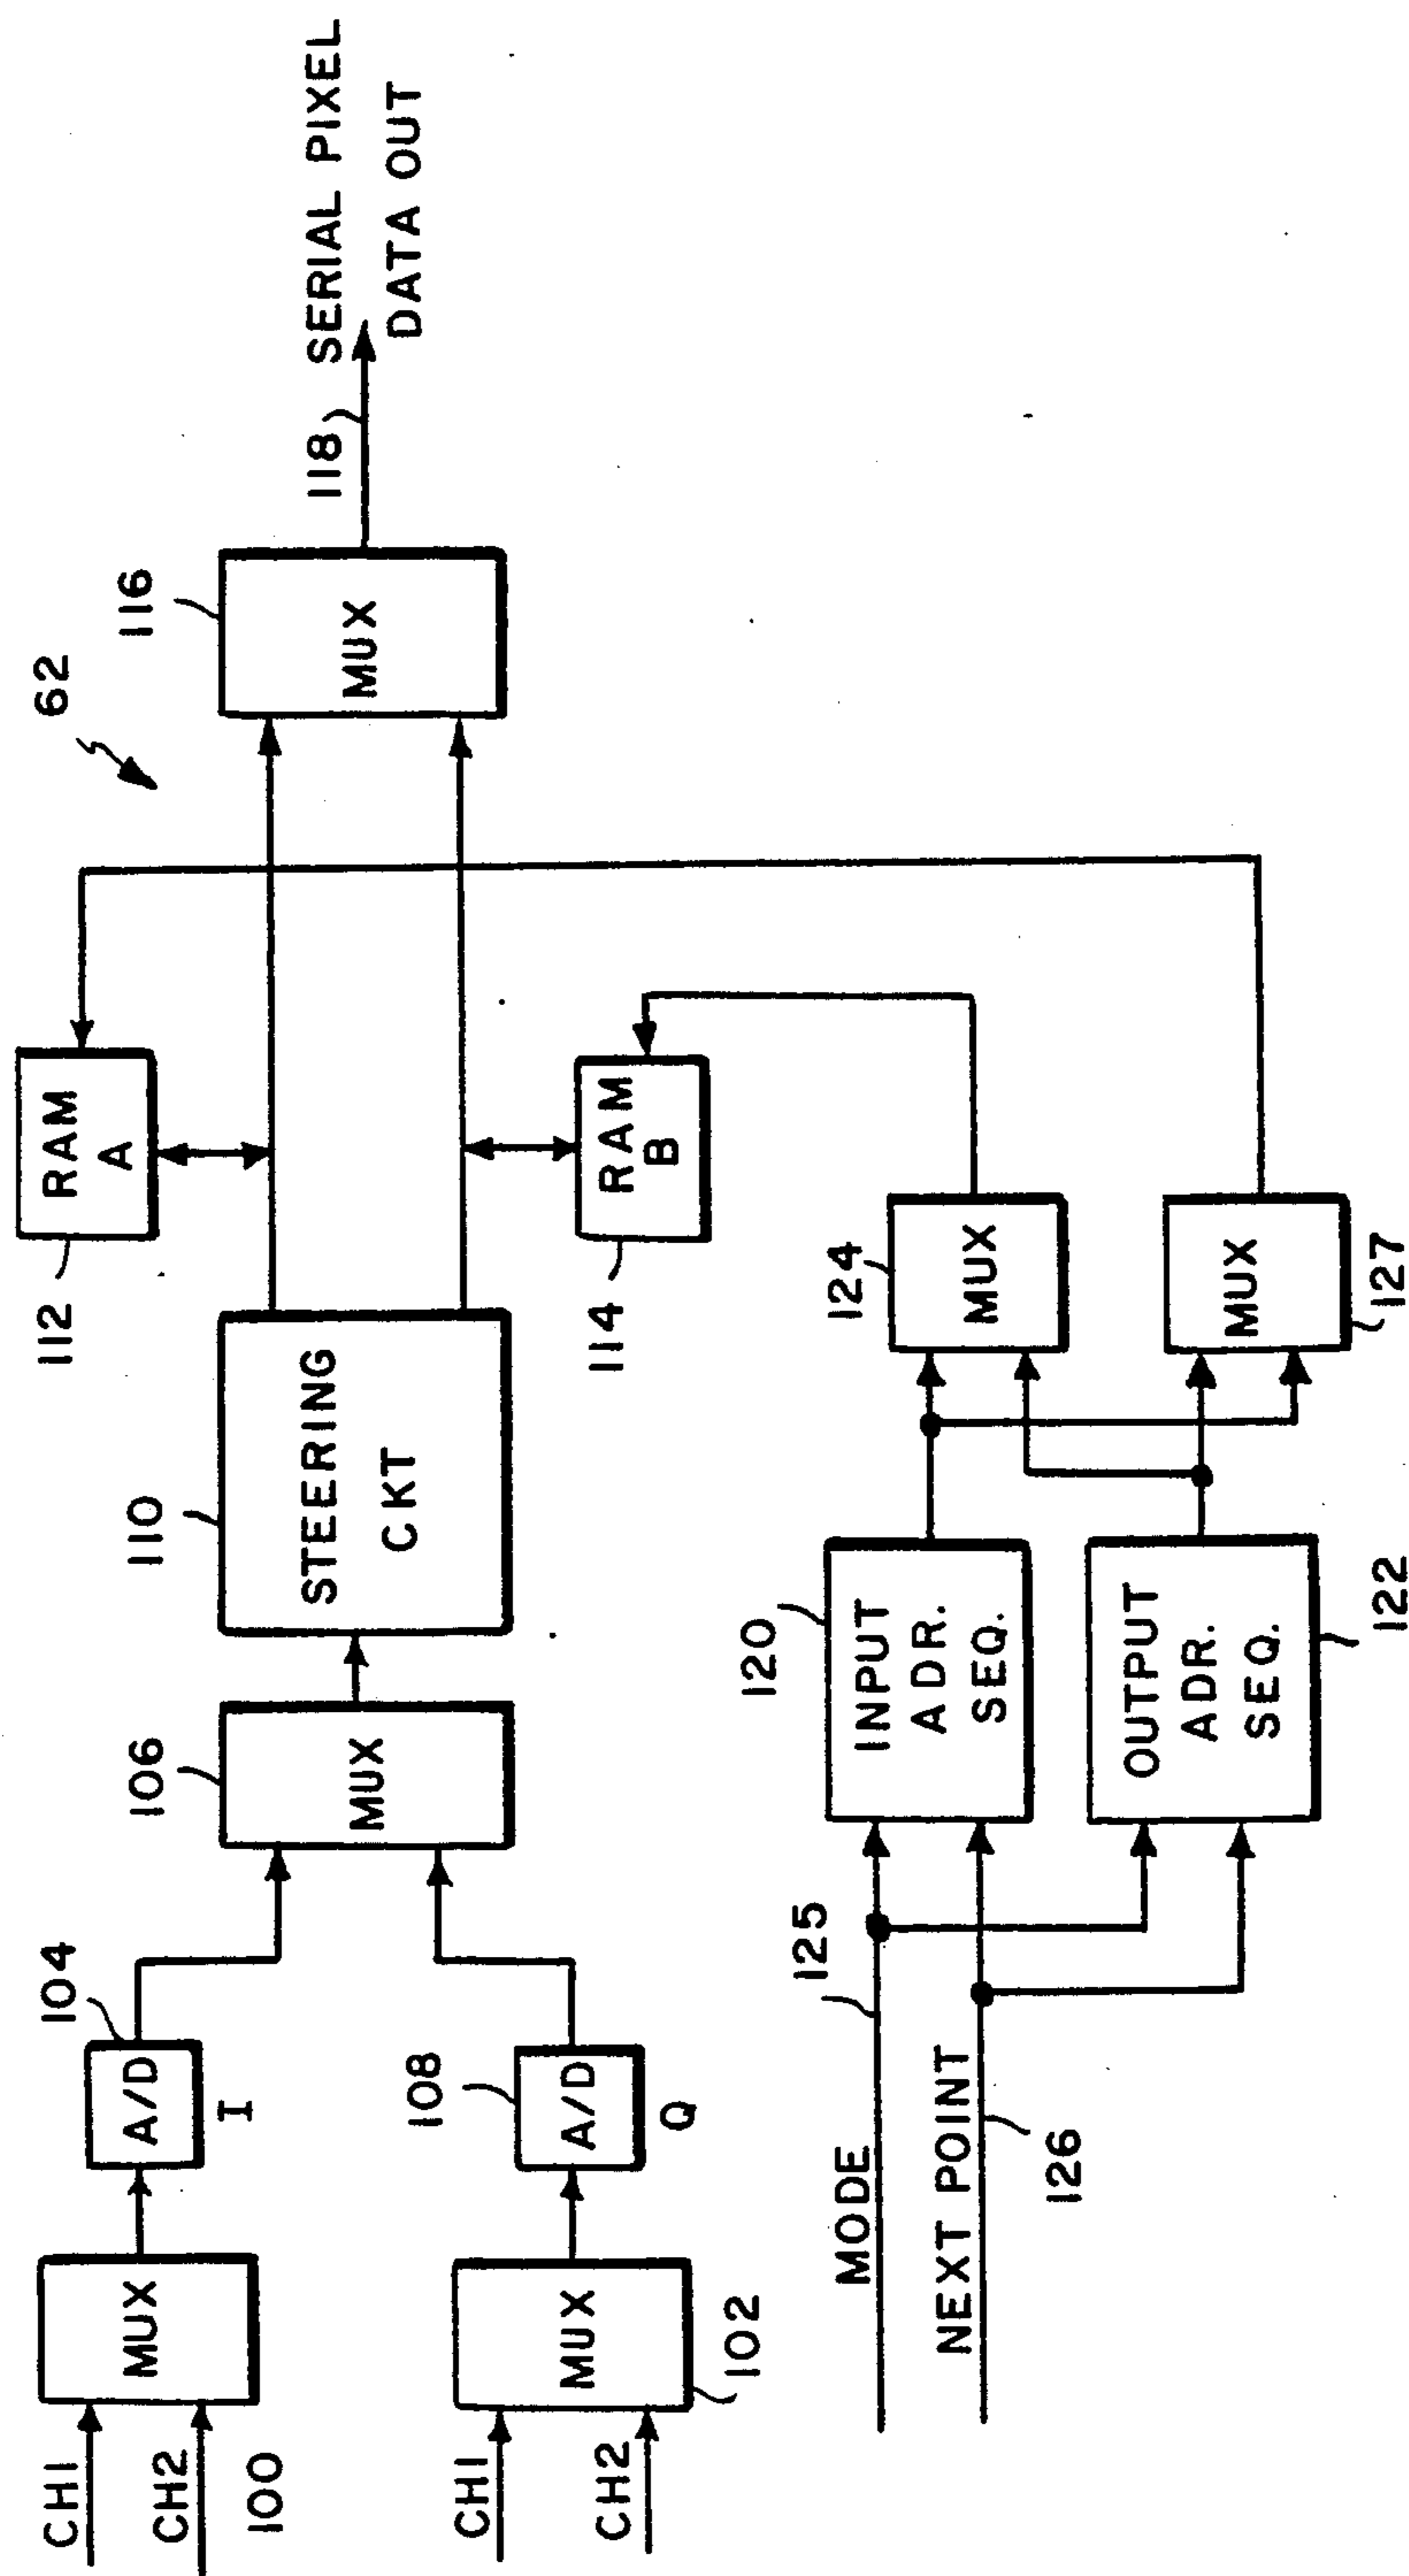 62
CH1
CH2
100
MUX
104
A/D
I
CH1
CH2
MUX
102
108
A/D
Q
106
MUX
110
STEERING
CKT
112
RAM
A
114
RAM
B
116
MUX
118
SERIAL PIXEL
DATA OUT
MODE
125
NEXT POINT
126
120
INPUT
ADR.
SEQ.
OUTPUT
ADR.
SEQ.
122
124
MUX
MUX
127